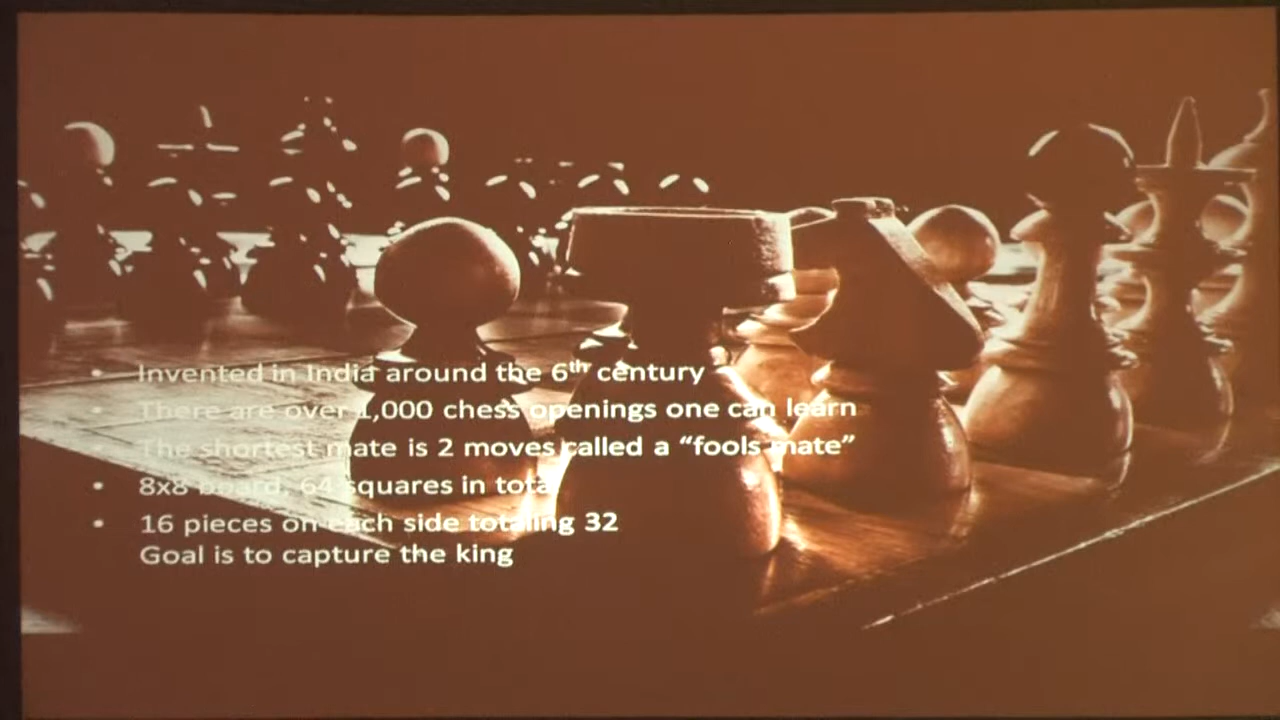 • Invented in India around the 6th century
• There are over 1,000 chess openings one can learn
The shortest mate is 2 moves called a “fools mate”
• 8x8 board, 64 squares in total
• 16 pieces on each side totaling 32
Goal is to capture the king